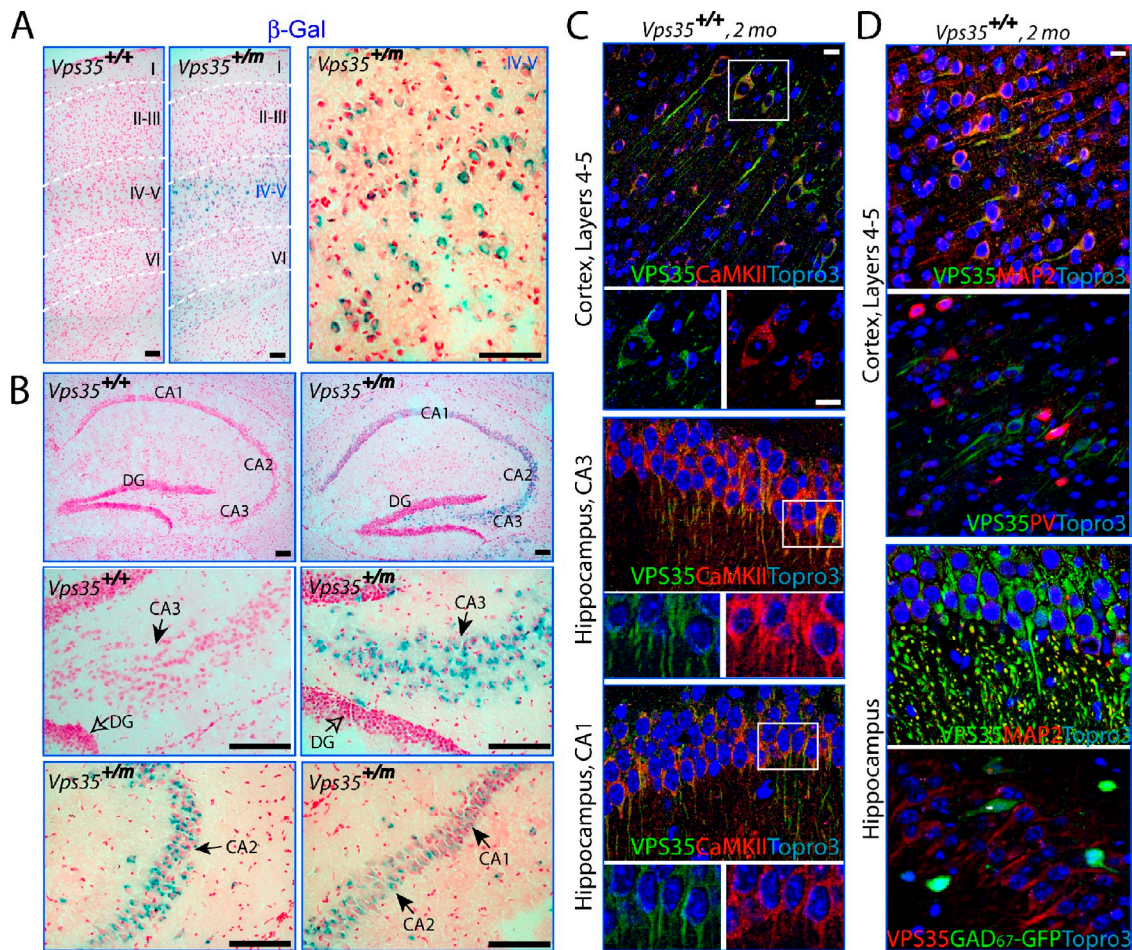 A
β-Gal
Vps35+/+
I
II-III
IV-V
VI
Vps35+/m
I
II-III
IV-V
VI
Vps35+/m
IV-V
B
Vps35+/+
CA1
CA2
CA3
DG
Vps35+/m
CA1
CA2
CA3
DG
Vps35+/+
CA3
DG
Vps35+/m
CA3
DG
Vps35+/m
CA2
Vps35+/m
CA1
CA2
C
Vps35+/+, 2 mo
Cortex, Layers 4-5
VPS35CaMKIITopro3
Hippocampus, CA3
VPS35CaMKIITopro3
Hippocampus, CA1
VPS35CaMKIITopro3
D
Vps35+/+, 2 mo
Cortex, Layers 4-5
VPS35MAP2Topro3
VPS35PVTopro3
Hippocampus
VPS35MAP2Topro3
VPS35GAD67-GFPTopro3